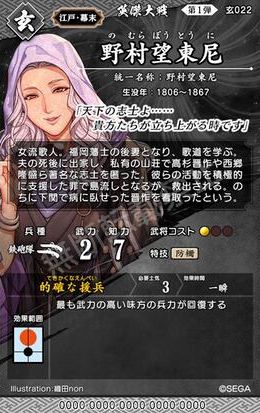 玄
江戸・幕末
英傑大戦
第1弾
玄022
の むら ぼう とう に
野村望東尼
統一名称：野村望東尼
生没年：1806～1867
「天下の志士よ……
貴方たちが立ち上がる時です」
女流歌人。福岡藩士の後妻となり、歌道を学ぶ。
夫の死後に出家し、私有の山荘で高杉晋作や西郷
隆盛ら著名な志士を匿った。彼らの活動を積極的
に支援した罪で島流しとなるが、救出される。の
ちに下関で病に臥せった晋作を看取ったという。
兵種 武力 知力 武将コスト
鉄砲隊 2 7 特技 防柵
てきかくなえんぺい 必要士気 効果時間
的確な援兵 3 一瞬
効果範囲
最も武力の高い味方の兵力が回復する
Illustration:織田non
©SEGA
0000-0000-0000-0000-0000